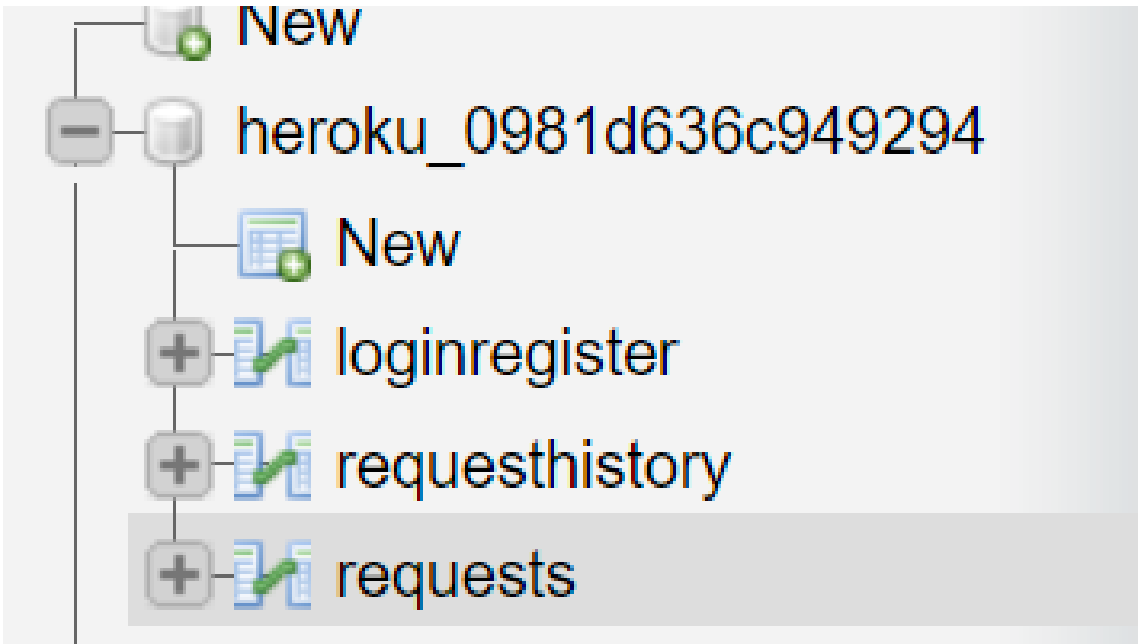 New
heroku_0981d636c949294
New
loginregister
requesthistory
requests